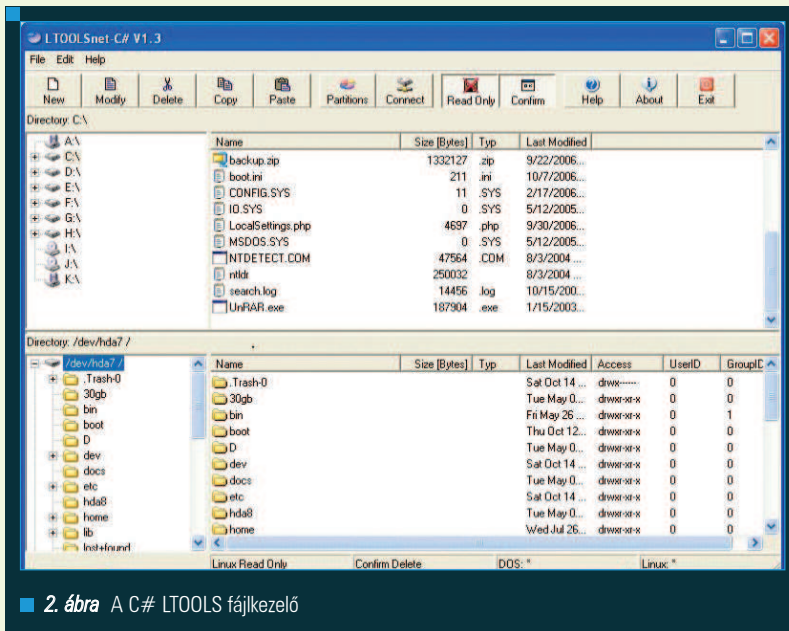 LTOOLSnet-C# V1.3
File Edit Help
New Modify Delete Copy Paste Partitions Connect Read Only Confirm Help About Exit
Directory: C:\
A:\
C:\
D:\
E:\
F:\
G:\
H:\
I:\
J:\
K:\
Name Size [Bytes] Typ Last Modified
backup.zip 1332127 .zip 9/22/2006...
boot.ini 211 .ini 10/7/2006...
CONFIG.SYS 11 .SYS 2/17/2006...
IO.SYS 0 .SYS 5/12/2005...
LocalSettings.php 4697 .php 9/30/2006...
MSDOS.SYS 0 .SYS 5/12/2005...
NTDETECT.COM 47564 .COM 8/3/2004 ...
ntldr 250032 8/3/2004 ...
search.log 14456 .log 10/15/200...
UnRAR.exe 187904 .exe 1/15/2003...
Directory: /dev/hda7 /
/dev/hda7 /
.Trash-0
30gb
bin
boot
D
dev
docs
etc
hda8
home
lib
lost+found
Name Size [Bytes] Typ Last Modified Access UserID GroupID
.Trash-0 Sat Oct 14 ... drwx------ 0 0
30gb Tue May 0... drwxr-xr-x 0 0
bin Fri May 26 ... drwxr-xr-x 0 1
boot Thu Oct 12... drwxr-xr-x 0 0
D Tue May 0... drwxr-xr-x 0 0
dev Sat Oct 14 ... drwxr-xr-x 0 0
docs Tue May 0... drwxr-xr-x 0 0
etc Sat Oct 14 ... drwxr-xr-x 0 0
hda8 Tue May 0... drwxr-xr-x 0 0
home Wed Jul 26... drwxr-xr-x 0 0
Linux Read Only Confirm Delete DOS: * Linux: *
2. ábra A C# LTOOLS fájlkezelő